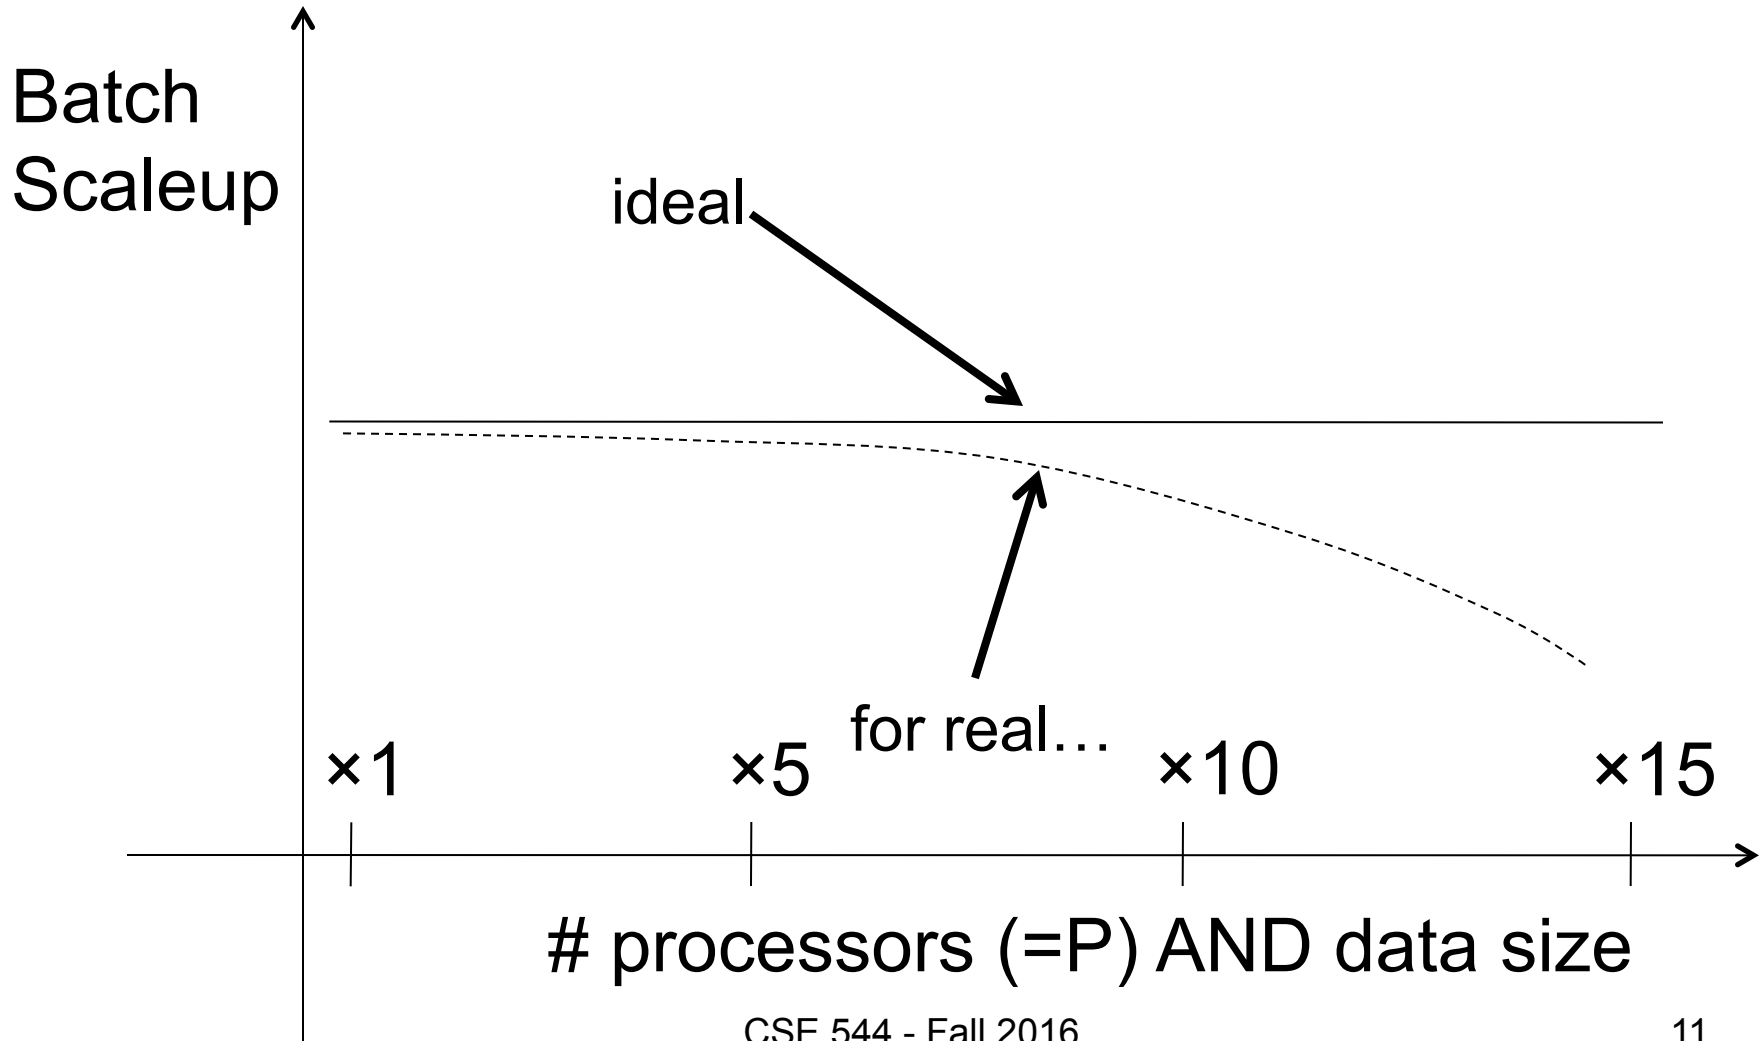 Batch
Scaleup
ideal
for real…
×1 ×5 ×10 ×15
# processors (=P) AND data size
CSE 544 - Fall 2016 11